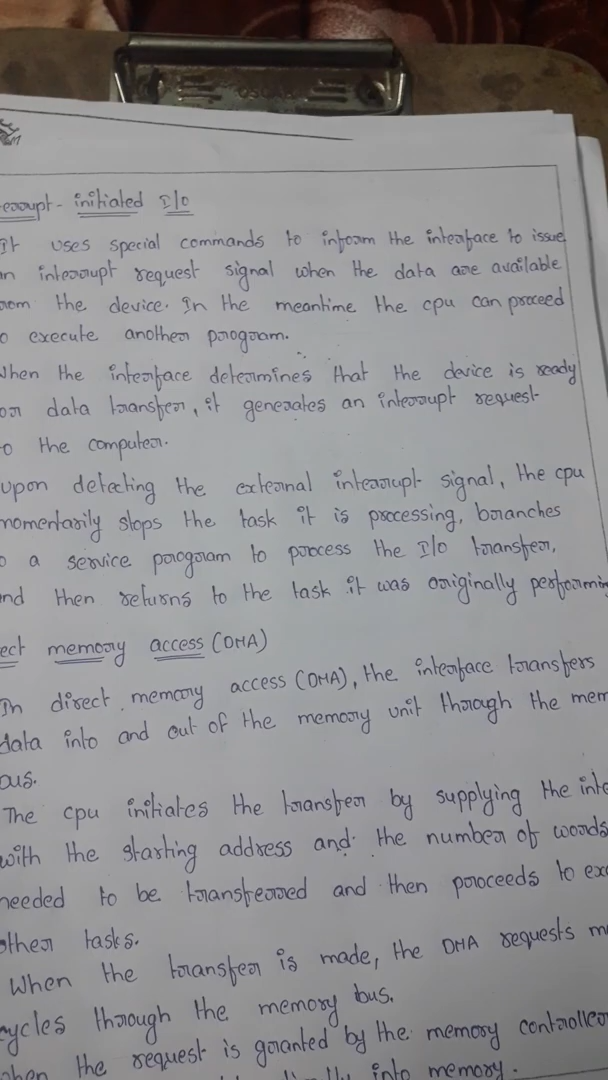 errupt - initiated I/O
It uses special commands to inform the interface to issue
an interrupt request signal when the data are available
rom the device. In the meantime the cpu can proceed
o execute another program.
When the interface determines that the device is ready
or data transfer, it generates an interrupt request
to the computer.
upon detecting the external interrupt signal, the cpu
momentarily stops the task it is processing, branches
o a service program to process the I/O transfer,
nd then returns to the task it was originally performing
ect memory access (DMA)
In direct memory access (DMA), the interface transfers
data into and out of the memory unit through the mem
bus.
The cpu initiates the transfer by supplying the inte
with the starting address and the number of words
needed to be transferred and then proceeds to exe
other tasks.
When the transfer is made, the DMA requests m
cycles through the memory bus.
when the request is granted by the memory controller
into memory.